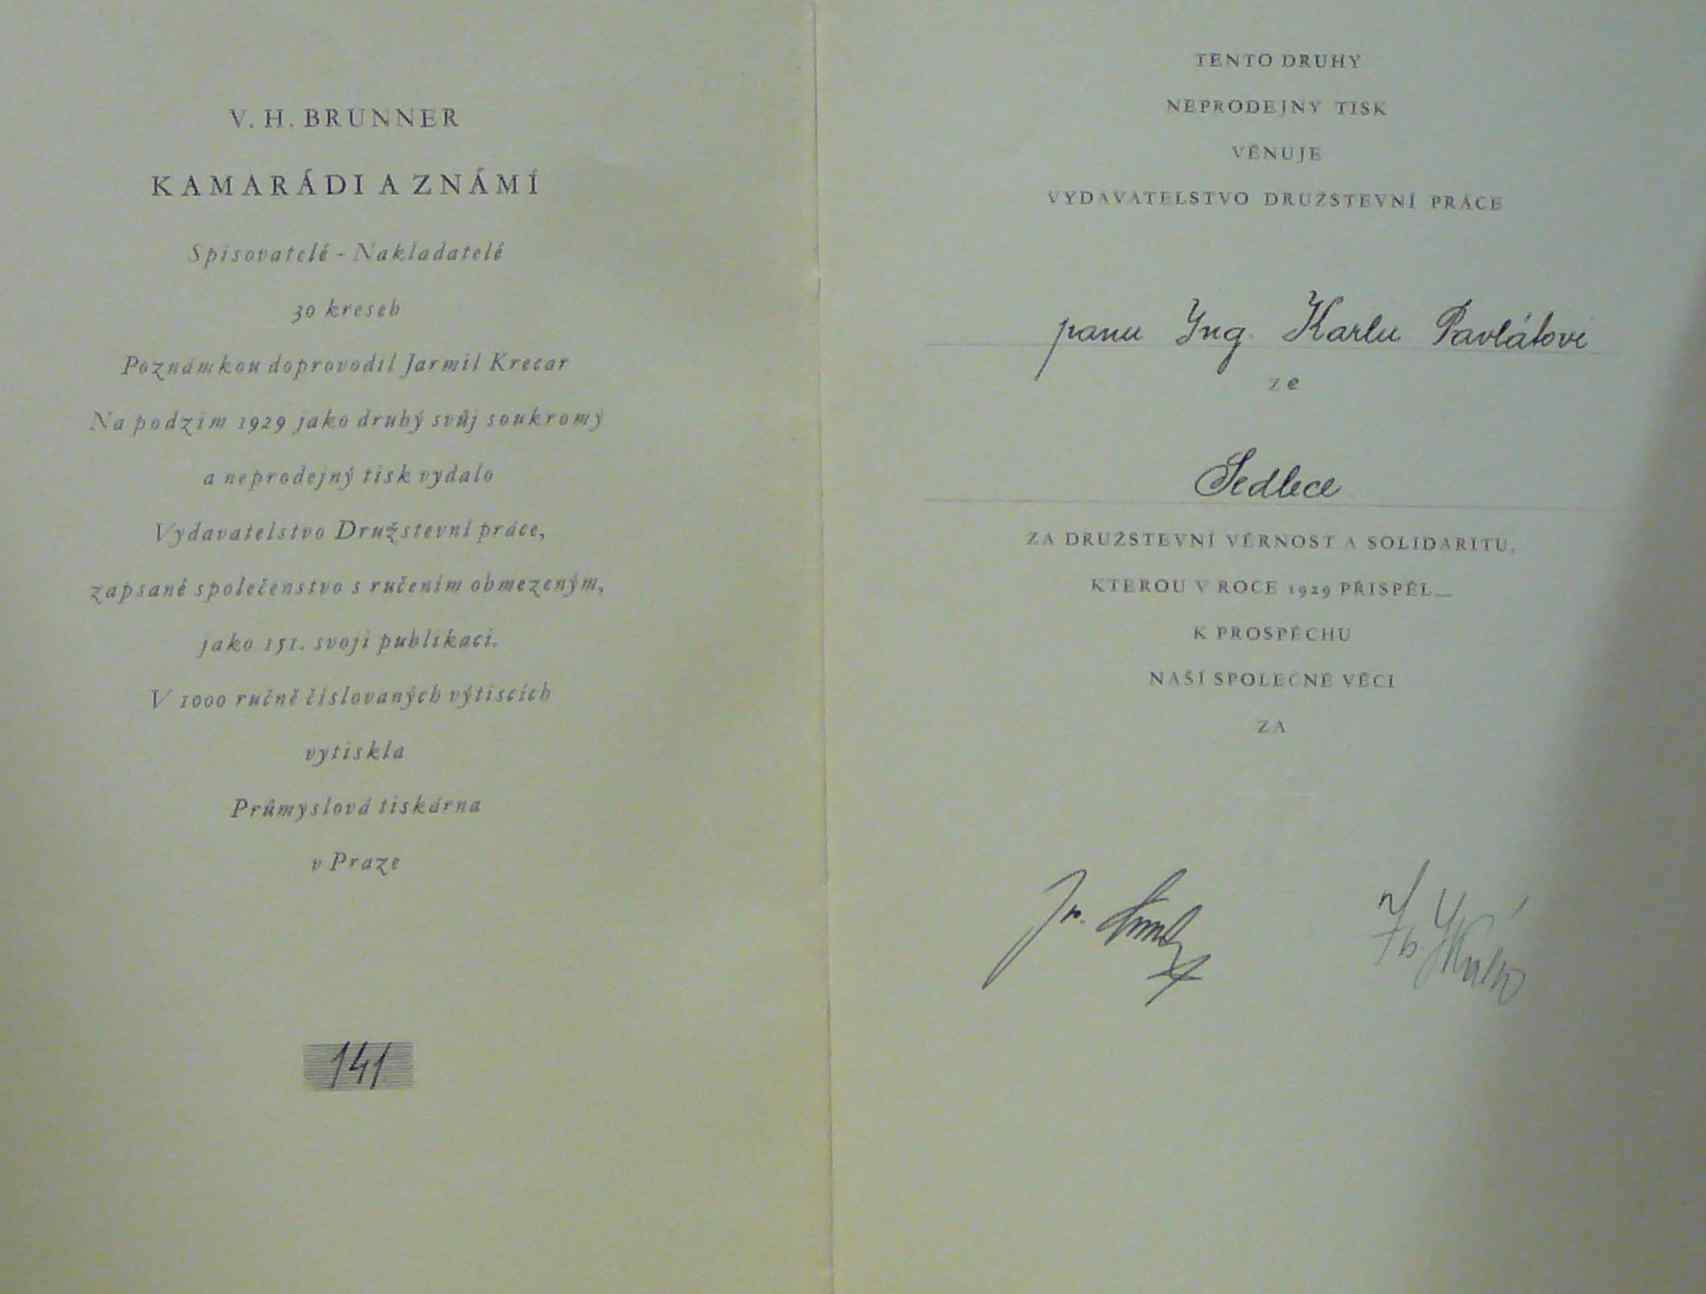 V. H. BRUNNER
KAMARÁDI A ZNÁMÍ
Spisovatelé - Nakladatelé
30 kreseb
Poznámkou doprovodil Jarmil Krecar
Na podzim 1929 jako druhý svůj soukromý
a neprodejný tisk vydalo
Vydavatelstvo Družstevní práce,
zapsané společenstvo s ručením obmezeným,
jako 151. svoji publikaci.
V 1000 ručně číslovaných výtiscích
vytiskla
Průmyslová tiskárna
v Praze
141
TENTO DRUHÝ
NEPRODEJNÝ TISK
VĚNUJE
VYDAVATELSTVO DRUŽSTEVNÍ PRÁCE
panu Ing. Karlu Pavlátovi
ze
Sedlece
ZA DRUŽSTEVNÍ VĚRNOST A SOLIDARITU,
KTEROU V ROCE 1929 PŘISPĚL_
K PROSPĚCHU
NAŠÍ SPOLEČNÉ VĚCI
ZA